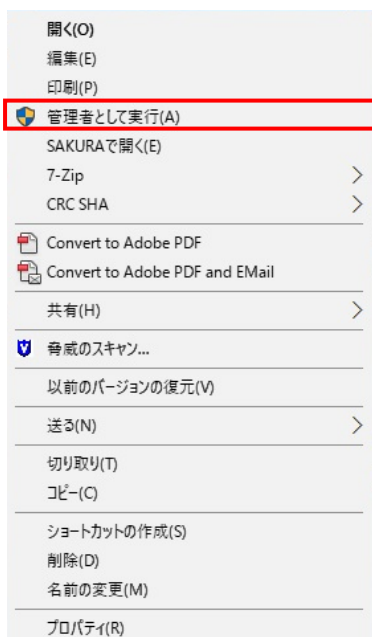 開く(O)
編集(E)
印刷(P)
管理者として実行(A)
SAKURAで開く(E)
7-Zip
CRC SHA
Convert to Adobe PDF
Convert to Adobe PDF and EMail
共有(H)
脅威のスキャン...
以前のバージョンの復元(V)
送る(N)
切り取り(T)
コピー(C)
ショートカットの作成(S)
削除(D)
名前の変更(M)
プロパティ(R)